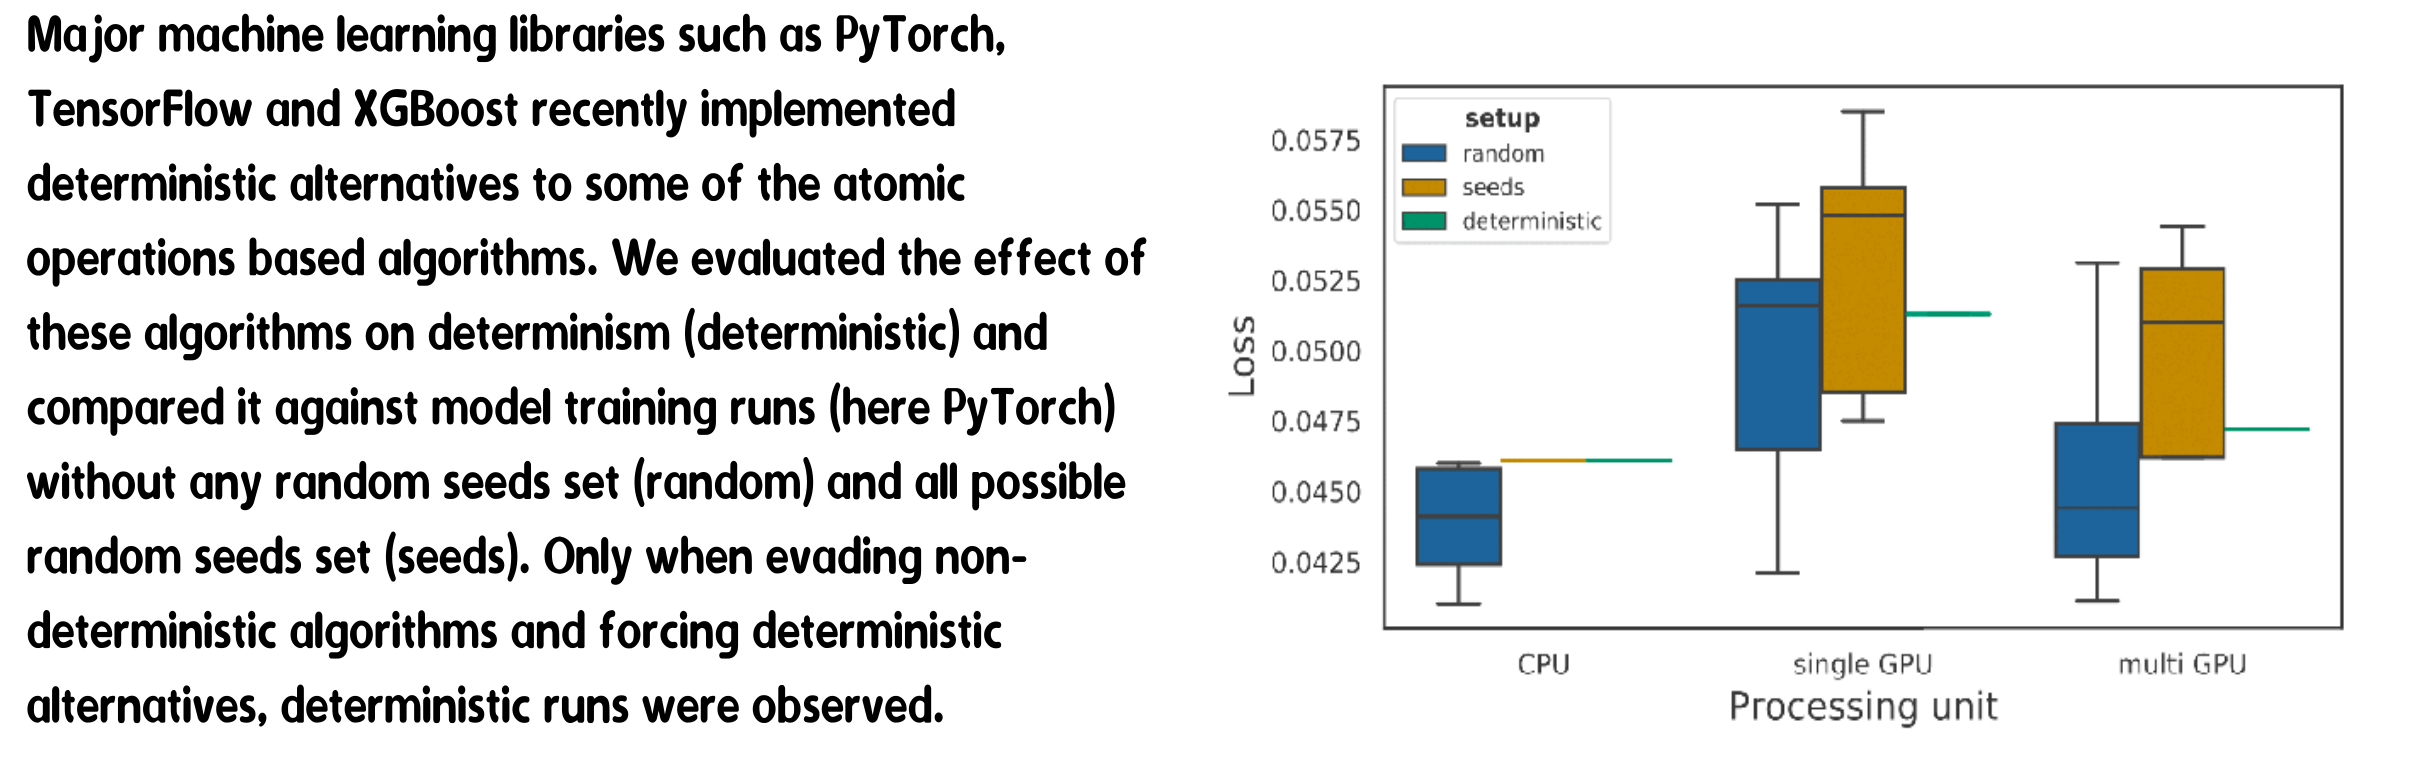 Major machine learning libraries such as PyTorch,
TensorFlow and XGBoost recently implemented
deterministic alternatives to some of the atomic
operations based algorithms. We evaluated the effect of
these algorithms on determinism (deterministic) and
compared it against model training runs (here PyTorch)
without any random seeds set (random) and all possible
random seeds set (seeds). Only when evading non-
deterministic algorithms and forcing deterministic
alternatives, deterministic runs were observed.
setup
random
seeds
deterministic
Loss
0.0575
0.0550
0.0525
0.0500
0.0475
0.0450
0.0425
CPU single GPU multi GPU
Processing unit